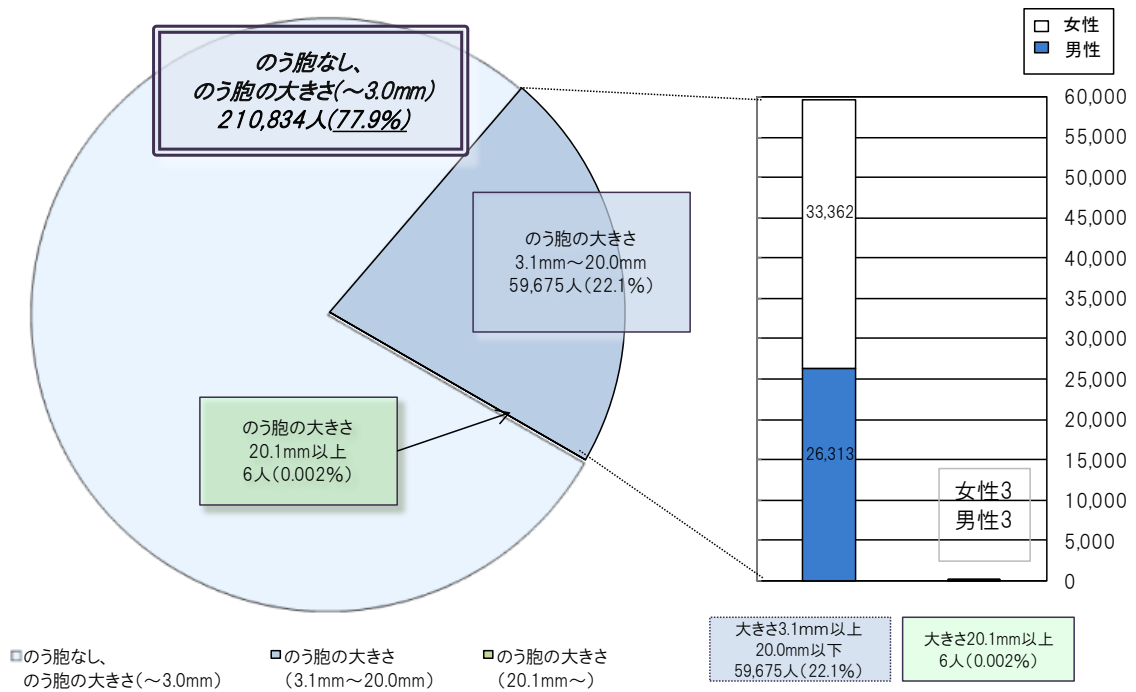 のう胞なし、
のう胞の大きさ(～3.0mm)
210,834人(77.9%)
のう胞の大きさ
3.1mm～20.0mm
59,675人(22.1%)
のう胞の大きさ
20.1mm以上
6人(0.002%)
のう胞なし、
のう胞の大きさ(～3.0mm)
のう胞の大きさ
(3.1mm～20.0mm)
のう胞の大きさ
(20.1mm～)
女性
男性
60,000
55,000
50,000
45,000
40,000
35,000
30,000
25,000
20,000
15,000
10,000
5,000
0
33,362
26,313
女性3
男性3
大きさ3.1mm以上
20.0mm以下
59,675人(22.1%)
大きさ20.1mm以上
6人(0.002%)